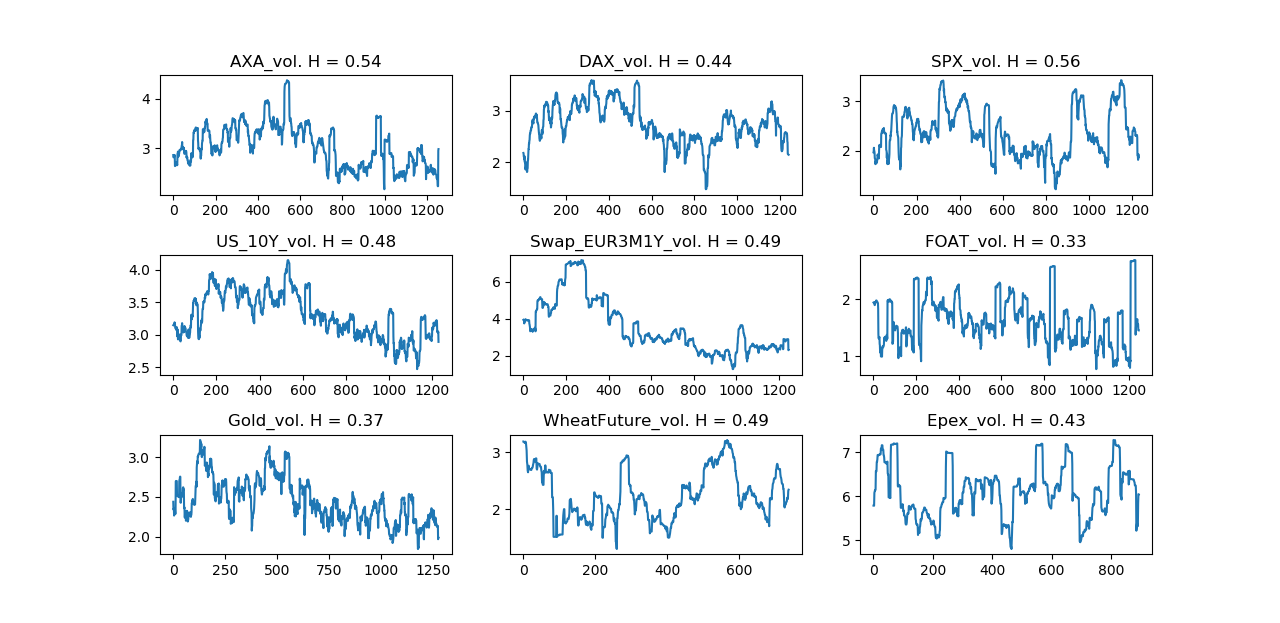 AXA_vol. H = 0.54
DAX_vol. H = 0.44
SPX_vol. H = 0.56
4
3
0 200 400 600 800 1000 1200
3
2
0 200 400 600 800 1000 1200
3
2
0 200 400 600 800 1000 1200
US_10Y_vol. H = 0.48
Swap_EUR3M1Y_vol. H = 0.49
FOAT_vol. H = 0.33
4.0
3.5
3.0
2.5
0 200 400 600 800 1000 1200
6
4
2
0 200 400 600 800 1000 1200
2
1
0 200 400 600 800 1000 1200
Gold_vol. H = 0.37
WheatFuture_vol. H = 0.49
Epex_vol. H = 0.43
3.0
2.5
2.0
0 250 500 750 1000 1250
3
2
0 200 400 600
7
6
5
0 200 400 600 800